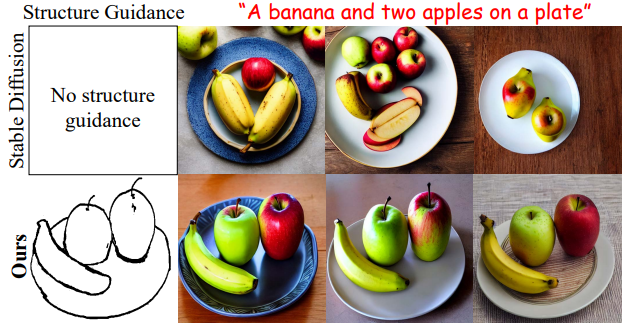 Structure Guidance
“A banana and two apples on a plate”
Stable Diffusion
No structure
guidance
Ours